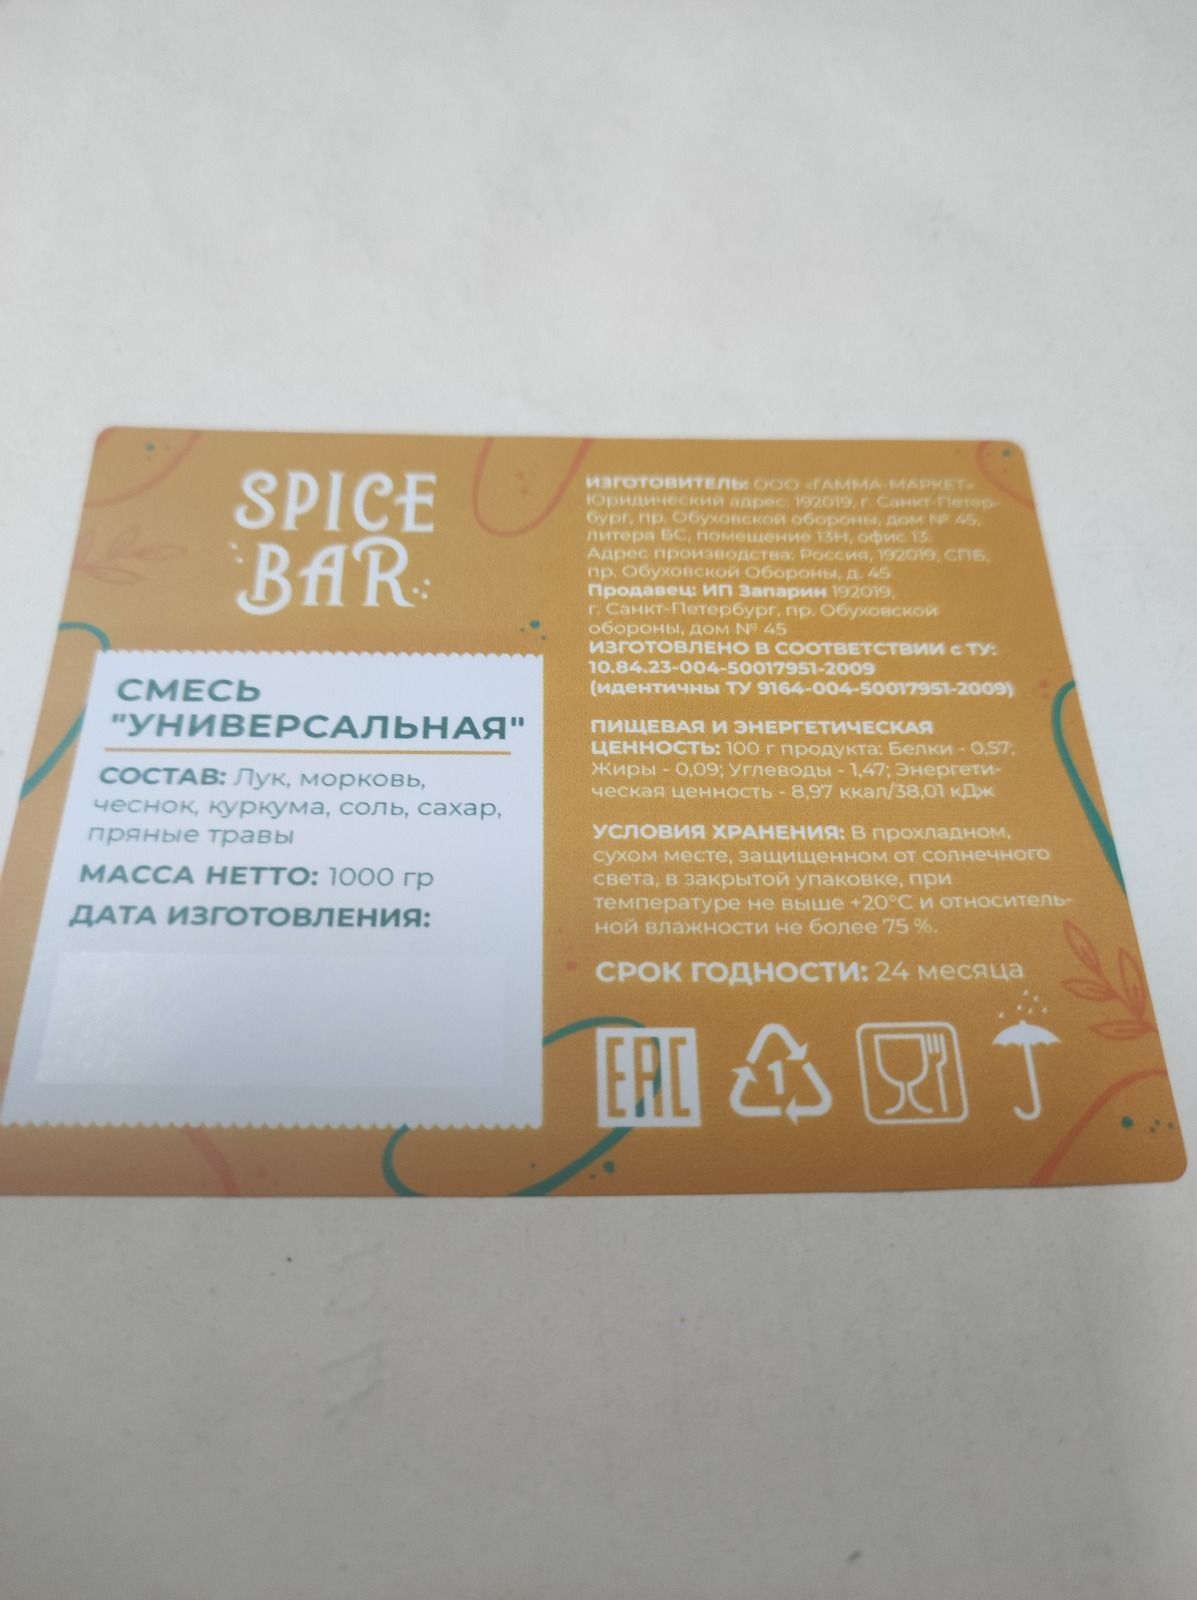 SPICE
BAR
СМЕСЬ
"УНИВЕРСАЛЬНАЯ"
СОСТАВ: Лук, морковь,
чеснок, куркума, соль, сахар,
пряные травы
МАССА НЕТТО: 1000 гр
ДАТА ИЗГОТОВЛЕНИЯ:
ИЗГОТОВИТЕЛЬ: ООО «ГАММА-МАРКЕТ»
Юридический адрес: 192019, г. Санкт-Петер-
бург, пр. Обуховской обороны, дом № 45,
литера БС, помещение 13Н, офис 13.
Адрес производства: Россия, 192019, СПБ,
пр. Обуховской Обороны, д. 45
Продавец: ИП Запарин 192019,
г. Санкт-Петербург, пр. Обуховской
обороны, дом № 45
ИЗГОТОВЛЕНО В СООТВЕТСТВИИ с ТУ:
10.84.23-004-50017951-2009
(идентичны ТУ 9164-004-50017951-2009)
ПИЩЕВАЯ И ЭНЕРГЕТИЧЕСКАЯ
ЦЕННОСТЬ: 100 г продукта: Белки - 0,57;
Жиры - 0,09; Углеводы - 1,47; Энергети-
ческая ценность - 8,97 ккал/38,01 кДж
УСЛОВИЯ ХРАНЕНИЯ: В прохладном,
сухом месте, защищенном от солнечного
света, в закрытой упаковке, при
температуре не выше +20°C и относитель-
ной влажности не более 75 %.
СРОК ГОДНОСТИ: 24 месяца
EAC
1